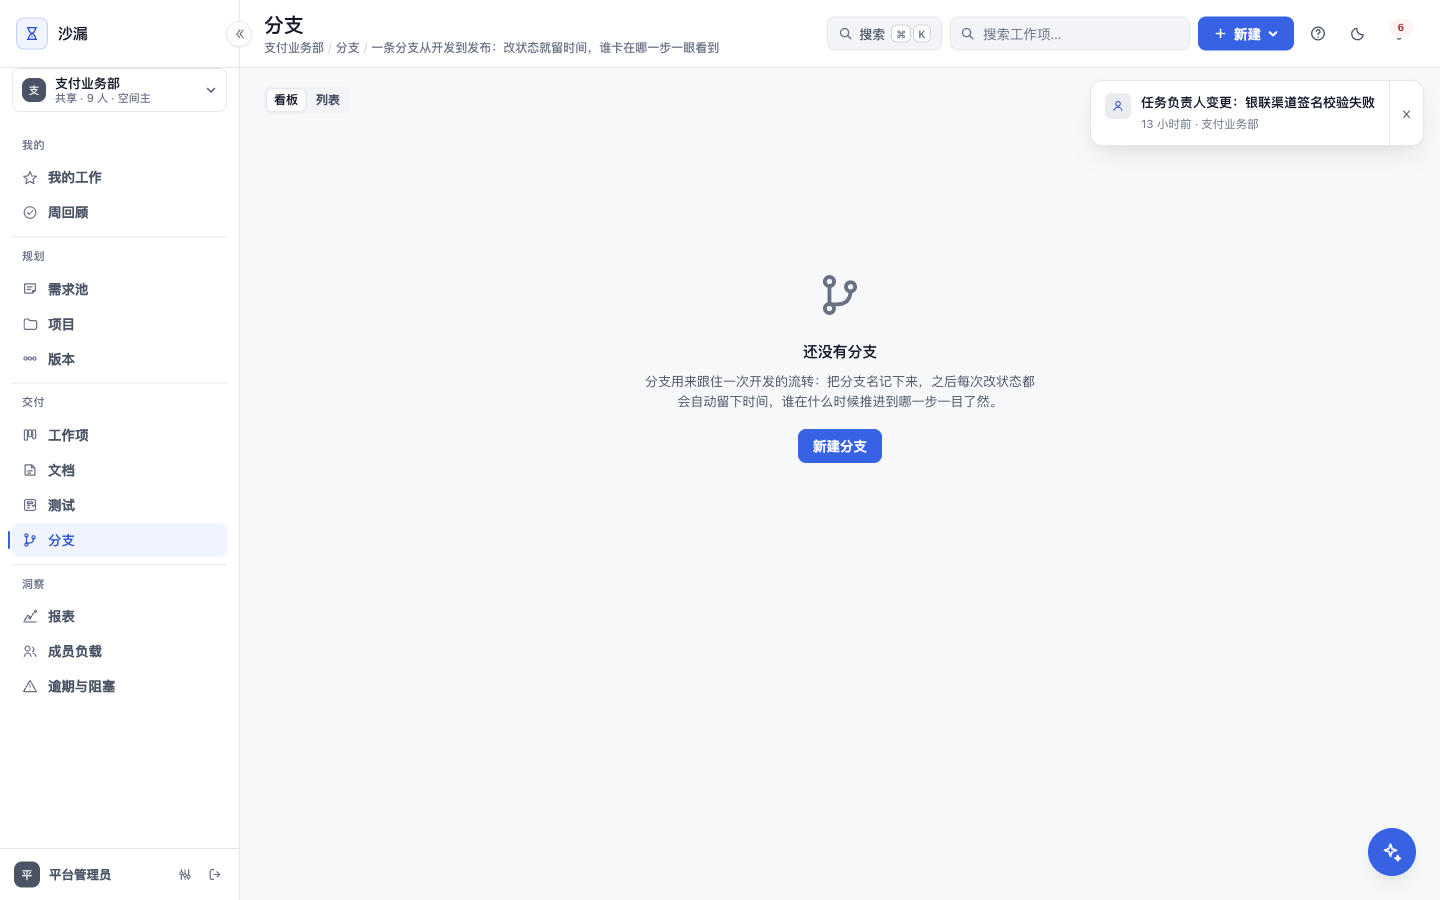 沙漏
支
支付业务部
共享 · 9 人 · 空间主
我的
我的工作
周回顾
规划
需求池
项目
版本
交付
工作项
文档
测试
分支
洞察
报表
成员负载
逾期与阻塞
平
平台管理员
分支
支付业务部 / 分支 / 一条分支从开发到发布：改状态就留时间，谁卡在哪一步一眼看到
搜索 ⌘ K
搜索工作项...
新建
6
看板 列表
任务负责人变更：银联渠道签名校验失败
13 小时前 · 支付业务部
还没有分支
分支用来跟住一次开发的流转：把分支名记下来，之后每次改状态都
会自动留下时间，谁在什么时候推进到哪一步一目了然。
新建分支